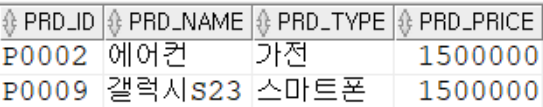 PRD_ID PRD_NAME PRD_TYPE PRD_PRICE
P0002 에어컨 가전 1500000
P0009 갤럭시S23 스마트폰 1500000